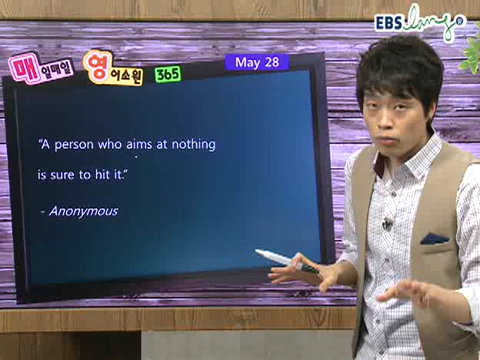 EBS lang e
매일매일 영어소원 365
May 28
“A person who aims at nothing
is sure to hit it.”
- Anonymous